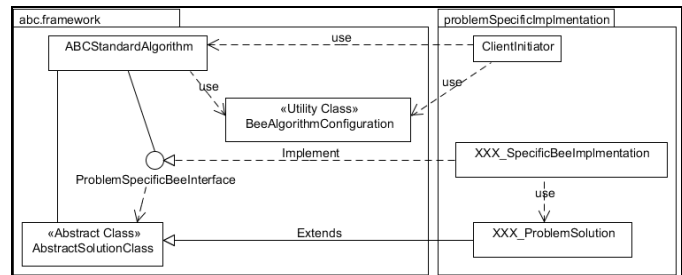 abc.framework
problemSpecificImplmentation
ABCStandardAlgorithm
use
ClientInitiator
use
use
«Utility Class»
BeeAlgorithmConfiguration
Implement
XXX_SpecificBeeImplmentation
ProblemSpecificBeeInterface
use
«Abstract Class»
AbstractSolutionClass
Extends
XXX_ProblemSolution